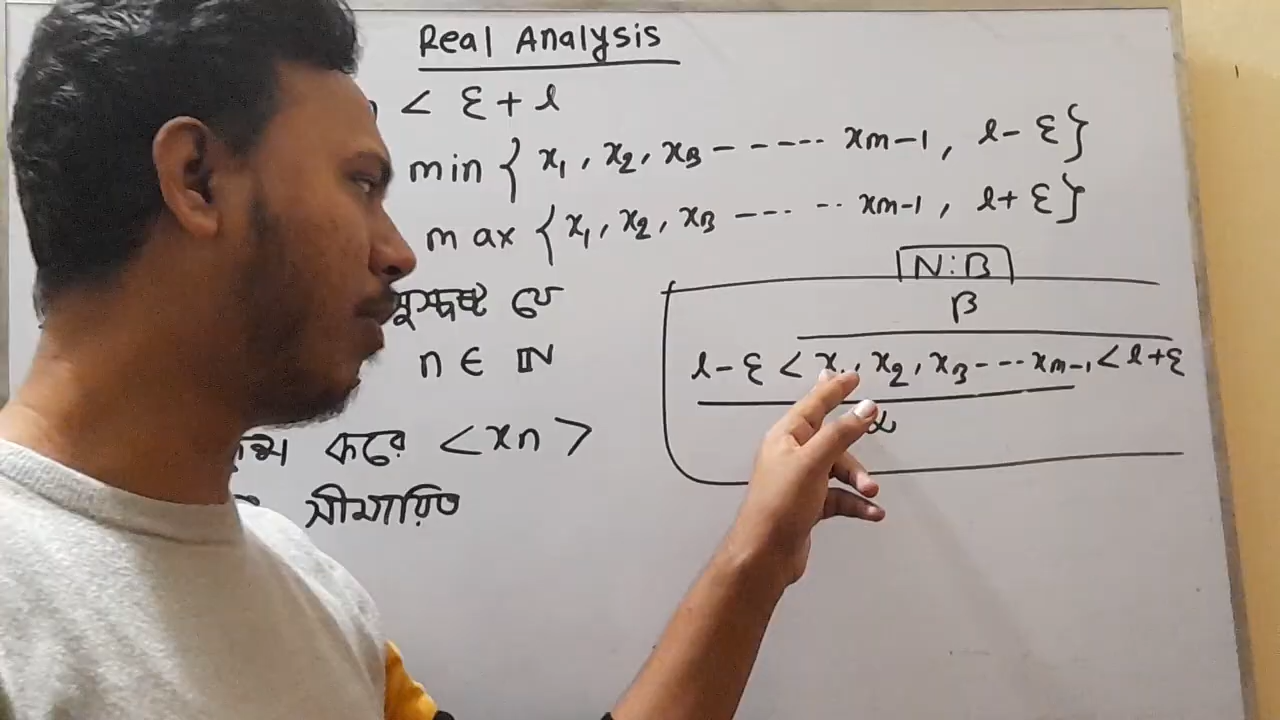 Real Analysis
< ε + l
min { x₁, x₂, x₃ ------- xm-1, l - ε }
max { x₁, x₂, x₃ --- -- xm-1, l + ε }
N:B
যে
β
n ∈ ℕ
l - ε < x₁, x₂, x₃ --- xm-1 < l + ε
α
করে <xn>
সীমায়িত